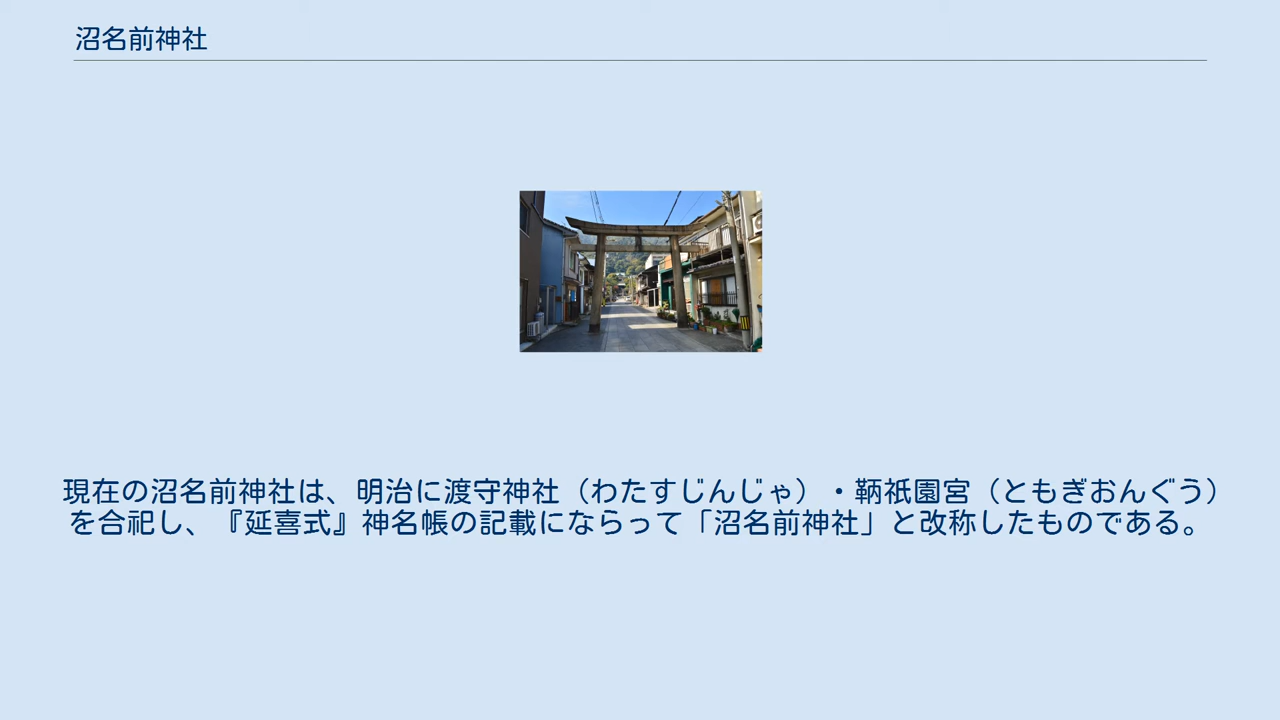 沼名前神社
現在の沼名前神社は、明治に渡守神社（わたすじんじゃ）・鞆祇園宮（ともぎおんぐう）
を合祀し、『延喜式』神名帳の記載にならって「沼名前神社」と改称したものである。